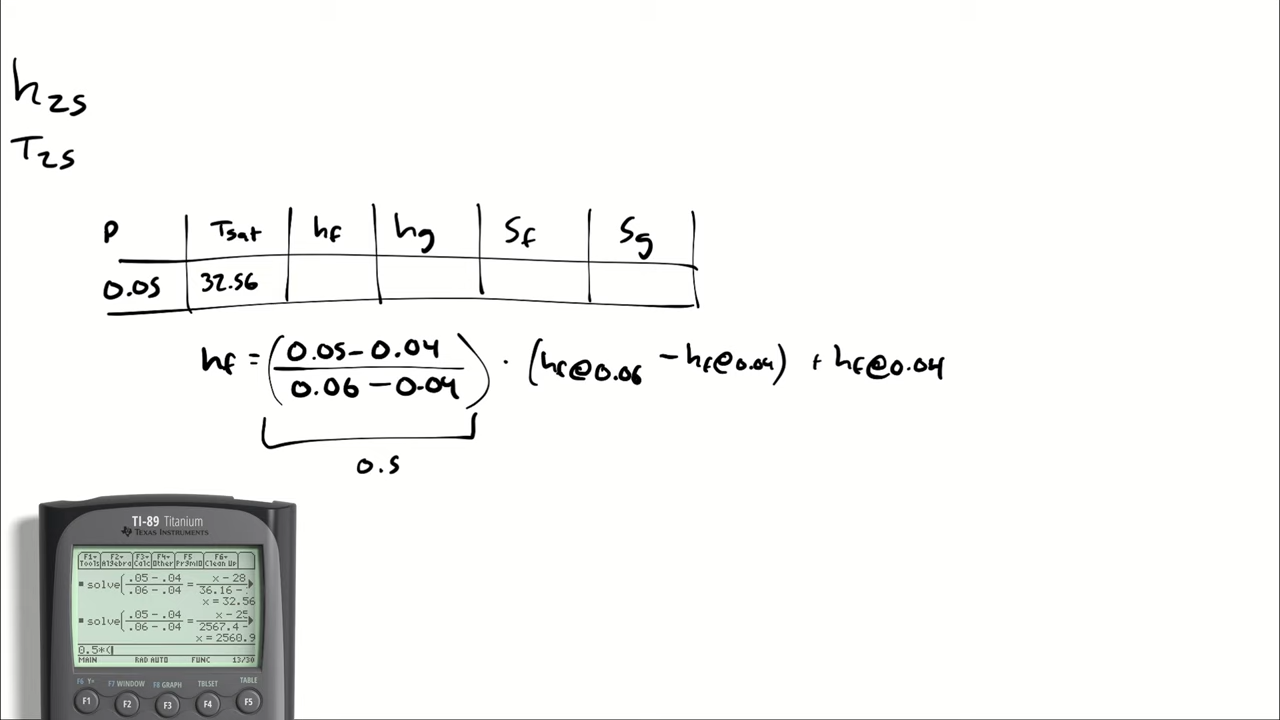 h2s
T2s
P Tsat hf hg Sf Sg
0.05 32.56
hf = (0.05 - 0.04 / 0.06 - 0.04) · (hf@0.06 - hf@0.04) + hf@0.04
0.5
TI-89 Titanium
TEXAS INSTRUMENTS
F1▾ F2▾ F3▾ F4▾ F5 F6▾
Tools Algebra Calc Other PrgmIO Clean Up
▪ solve(.05 - .04 / .06 - .04 = x - 28 / 36.16 - ▸
x = 32.56
▪ solve(.05 - .04 / .06 - .04 = x - 25 / 2567.4 - ▸
x = 2560.9
0.5*(
MAIN RAD AUTO FUNC 13/30
F6 Y= F7 WINDOW F8 GRAPH TBLSET TABLE
F1 F2 F3 F4 F5